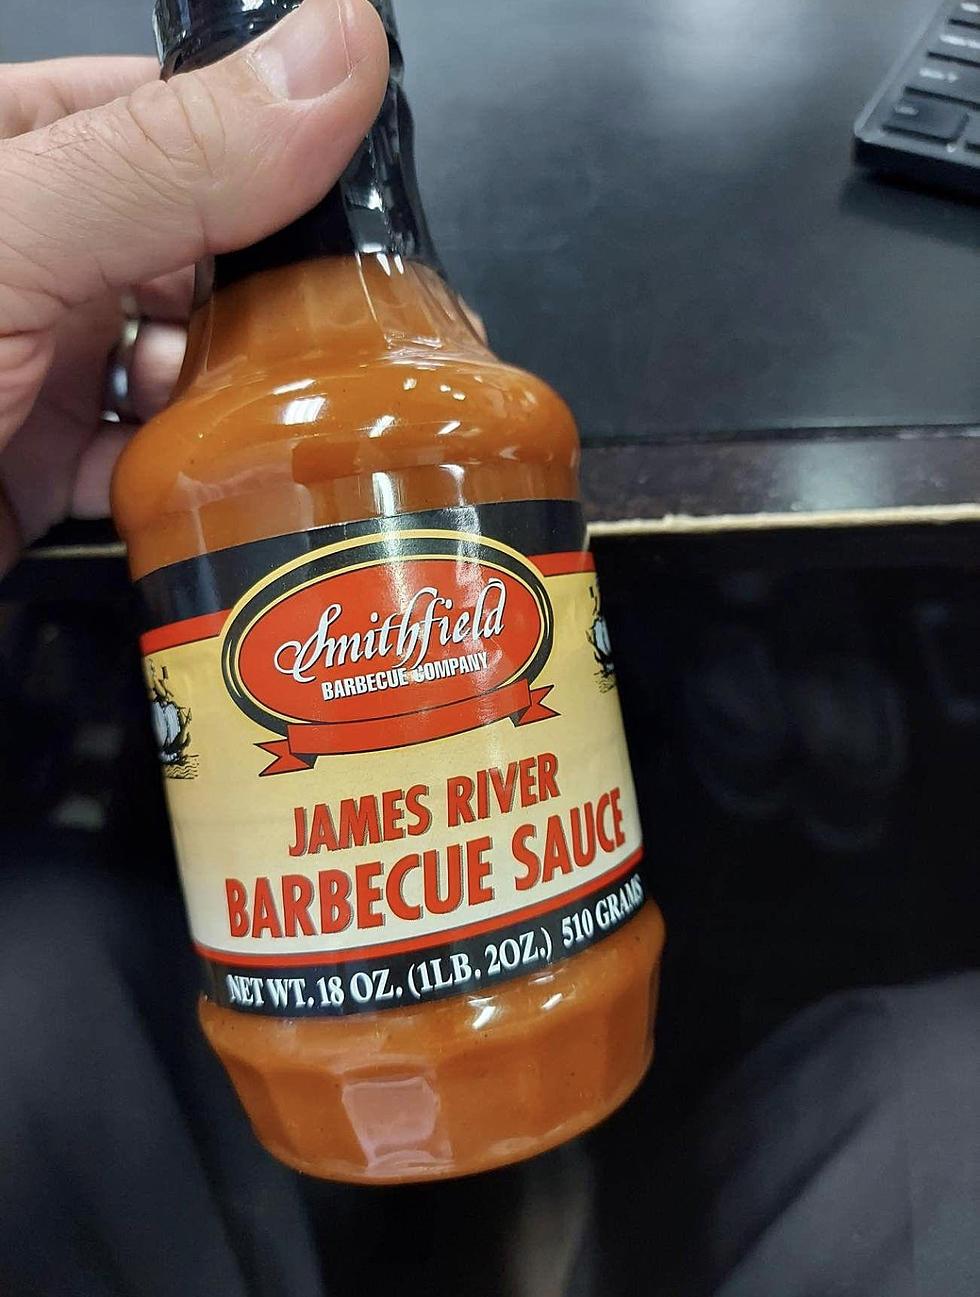 Smithfield
BARBECUE COMPANY
JAMES RIVER
BARBECUE SAUCE
NET WT. 18 OZ. (1LB. 2OZ.) 510 GRAMS